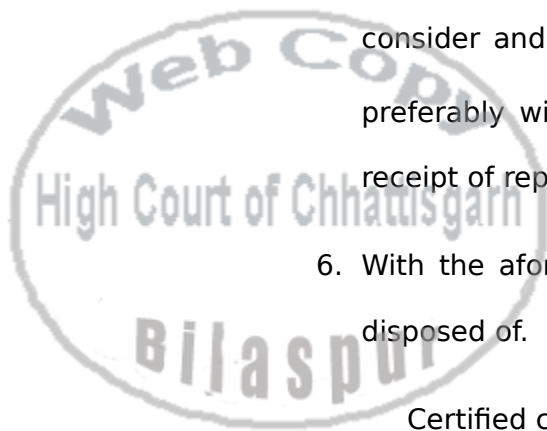 consider and
Web Copy
preferably wi
receipt of rep
High Court of Chhattisgarh
6. With the afor
disposed of.
Bilaspur
Certified c